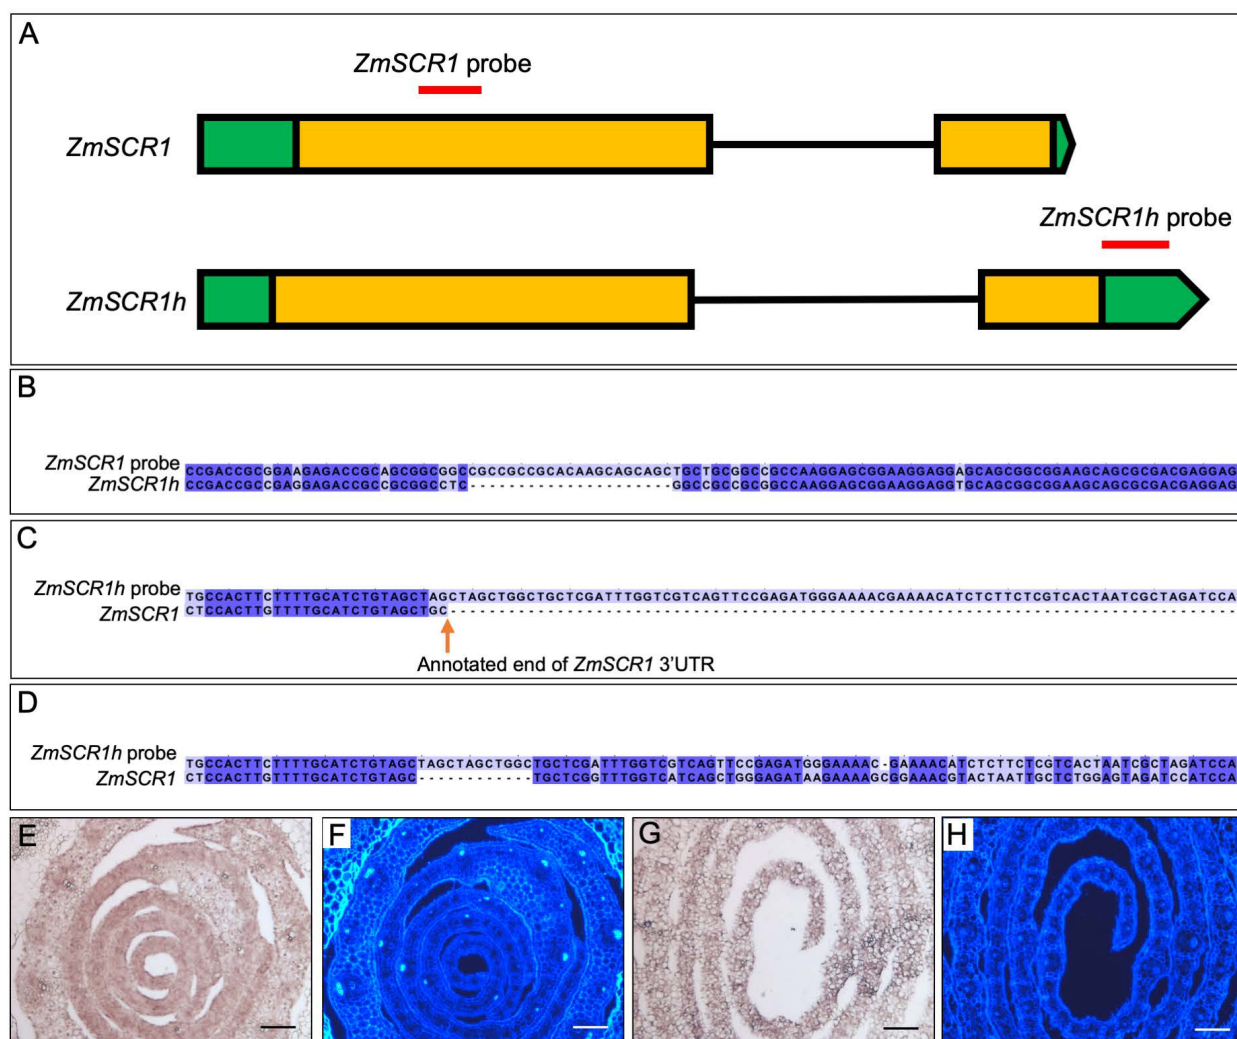 A
ZmSCR1 probe
ZmSCR1
ZmSCR1h probe
ZmSCR1h
B
ZmSCR1 probe CCGACCGCGGAAGAGACCGCAGCGGCGGCCGCCGCCGCACAAGCAGCAGCTGCTGCGGCCGCCAAGGAGCGGAAGGAGGAGCAGCGGCGGAAGCAGCGCGACGAGGAG
ZmSCR1h CCGACCGCCGAGGAGACCGCCGCGGCCTC---------------------GGCCGCCGCGGCCAAGGAGCGGAAGGAGGTGCAGCGGCGGAAGCAGCGCGACGAGGAG
C
ZmSCR1h probe TGCCACTTCTTTTGCATCTGTAGCTAGCTAGCTGGCTGCTCGATTTGGTCGTCAGTTCCGAGATGGGAAAACGAAAACATCTCTTCTCGTCACTAATCGCTAGATCCA
ZmSCR1 CTCCACTTGTTTTGCATCTGTAGCTGC---------------------------------------------------------------------------------
Annotated end of ZmSCR1 3'UTR
D
ZmSCR1h probe TGCCACTTCTTTTGCATCTGTAGCTAGCTAGCTGGCTGCTCGATTTGGTCGTCAGTTCCGAGATGGGAAAAC-GAAAACATCTCTTCTCGTCACTAATCGCTAGATCCA
ZmSCR1 CTCCACTTGTTTTGCATCTGTAGC------------TGCTCGGTTTGGTCATCAGCTGGGAGATAAGAAAAGCGGAAACGTACTAATTGCTCTGGAGTAGATCCATCCA
E F G H